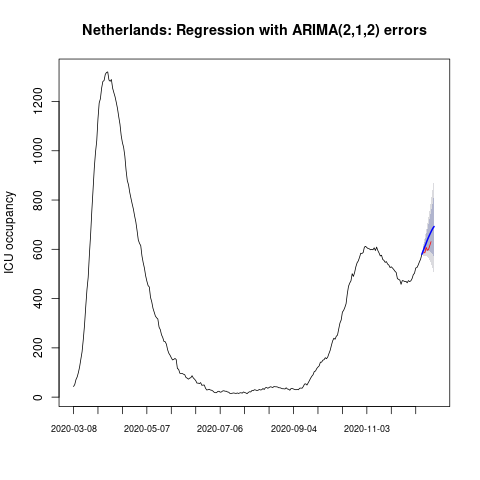 Netherlands: Regression with ARIMA(2,1,2) errors
ICU occupancy
1200
1000
800
600
400
200
0
2020-03-08 2020-05-07 2020-07-06 2020-09-04 2020-11-03